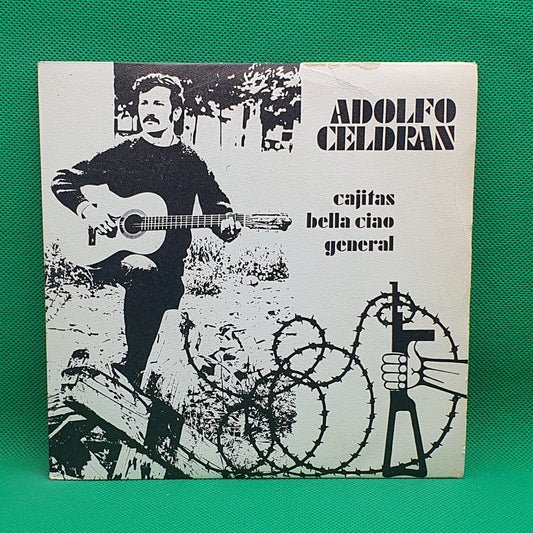 ADOLFO
CELDRAN
cajitas
bella ciao
general